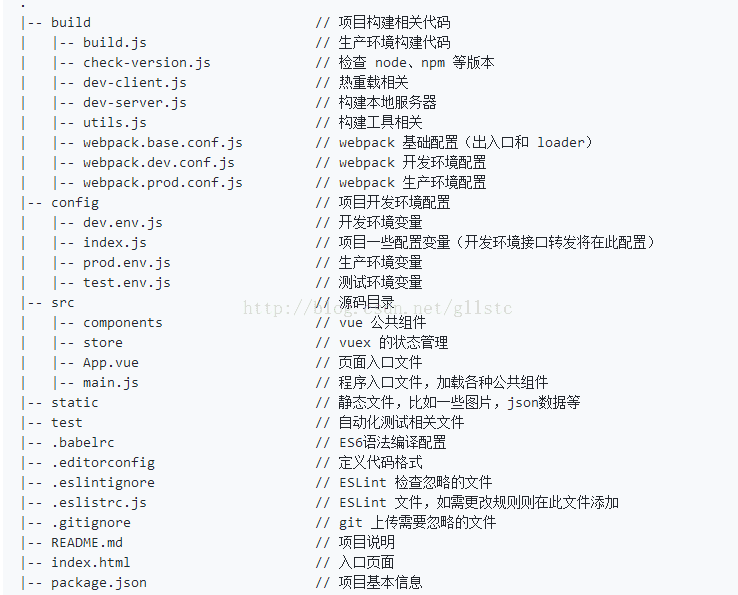 .
|-- build // 项目构建相关代码
| |-- build.js // 生产环境构建代码
| |-- check-version.js // 检查 node、npm 等版本
| |-- dev-client.js // 热重载相关
| |-- dev-server.js // 构建本地服务器
| |-- utils.js // 构建工具相关
| |-- webpack.base.conf.js // webpack 基础配置（出入口和 loader）
| |-- webpack.dev.conf.js // webpack 开发环境配置
| |-- webpack.prod.conf.js // webpack 生产环境配置
|-- config // 项目开发环境配置
| |-- dev.env.js // 开发环境变量
| |-- index.js // 项目一些配置变量（开发环境接口转发将在此配置）
| |-- prod.env.js // 生产环境变量
| |-- test.env.js // 测试环境变量
|-- src // 源码目录
http://blog.csdn.net/gllstc
| |-- components // vue 公共组件
| |-- store // vuex 的状态管理
| |-- App.vue // 页面入口文件
| |-- main.js // 程序入口文件，加载各种公共组件
|-- static // 静态文件，比如一些图片，json数据等
|-- test // 自动化测试相关文件
|-- .babelrc // ES6语法编译配置
|-- .editorconfig // 定义代码格式
|-- .eslintignore // ESLint 检查忽略的文件
|-- .eslistrc.js // ESLint 文件，如需更改规则则在此文件添加
|-- .gitignore // git 上传需要忽略的文件
|-- README.md // 项目说明
|-- index.html // 入口页面
|-- package.json // 项目基本信息